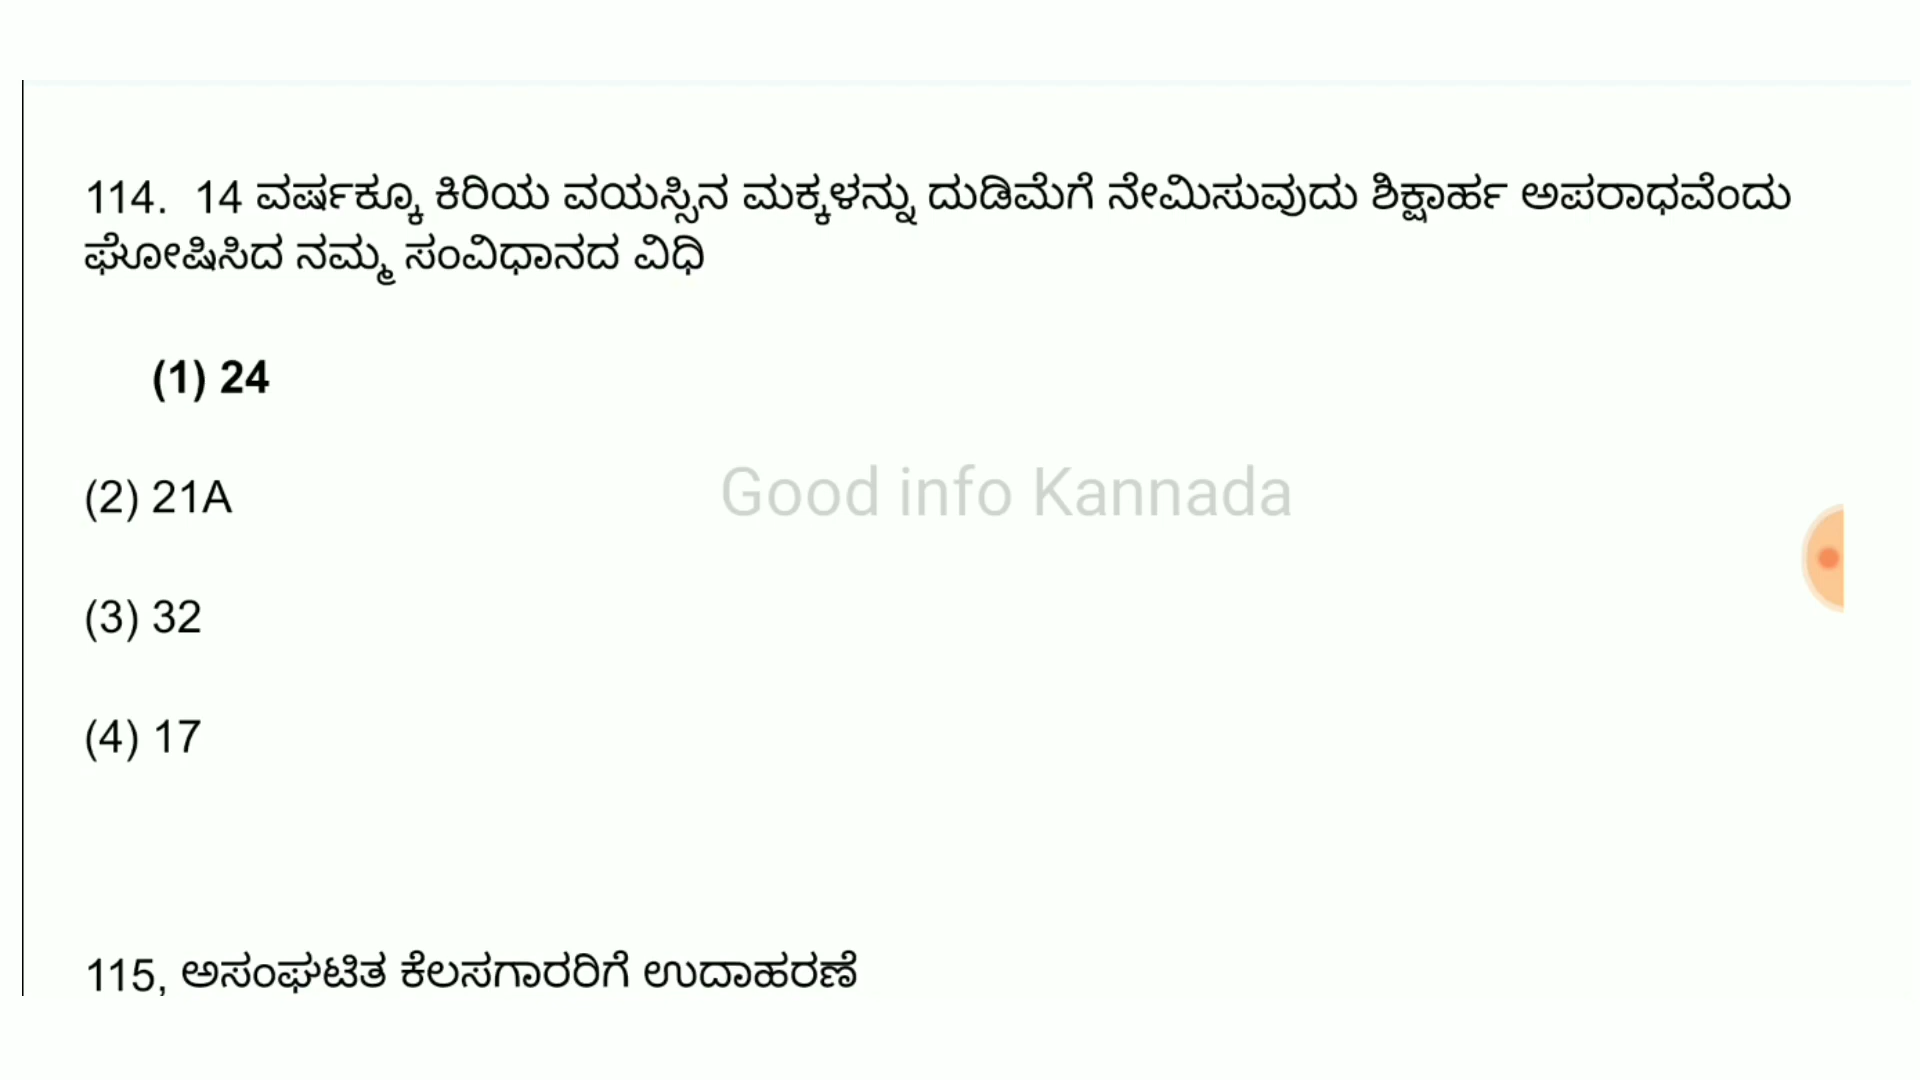 114. 14 ವರ್ಷಕ್ಕೂ ಕಿರಿಯ ವಯಸ್ಸಿನ ಮಕ್ಕಳನ್ನು ದುಡಿಮೆಗೆ ನೇಮಿಸುವುದು ಶಿಕ್ಷಾರ್ಹ ಅಪರಾಧವೆಂದು
ಘೋಷಿಸಿದ ನಮ್ಮ ಸಂವಿಧಾನದ ವಿಧಿ
(1) 24
(2) 21A
Good info Kannada
(3) 32
(4) 17
115, ಅಸಂಘಟಿತ ಕೆಲಸಗಾರರಿಗೆ ಉದಾಹರಣೆ